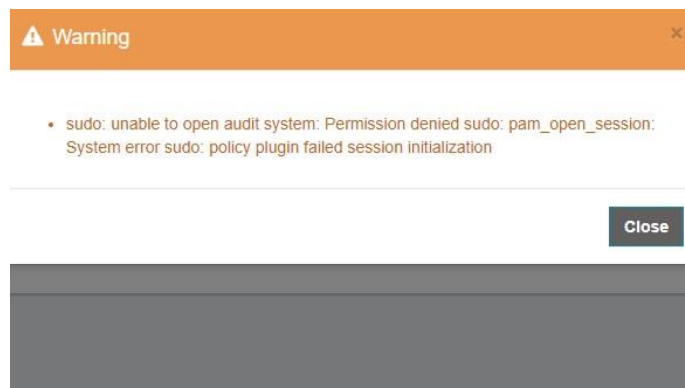 Warning
×
sudo: unable to open audit system: Permission denied sudo: pam_open_session:
System error sudo: policy plugin failed session initialization
Close